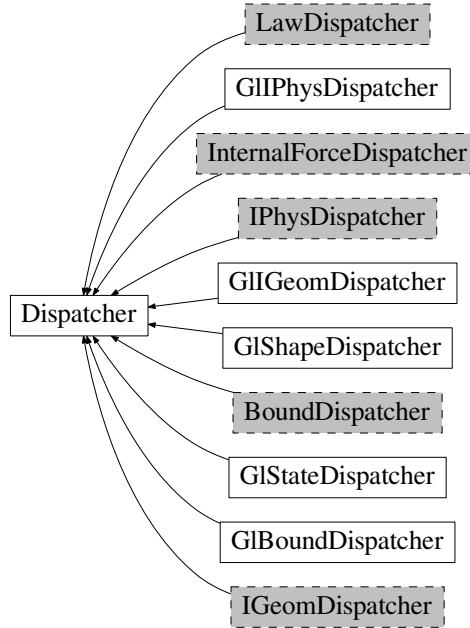 LawDispatcher
GlIPhysDispatcher
InternalForceDispatcher
IPhysDispatcher
GlIGeomDispatcher
Dispatcher
GlShapeDispatcher
BoundDispatcher
GlStateDispatcher
GlBoundDispatcher
IGeomDispatcher